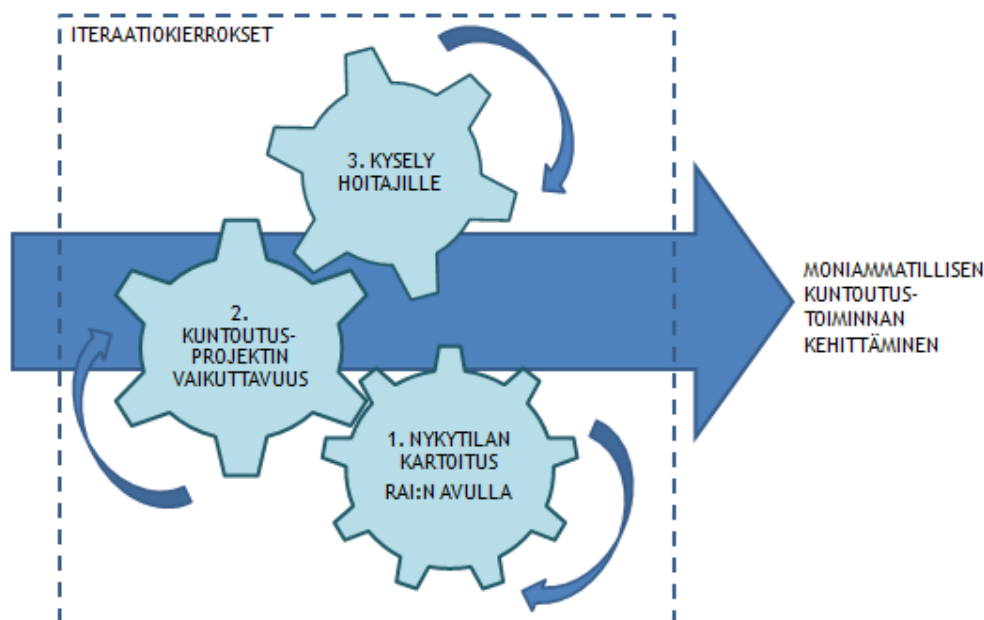 ITERAATIOKIERROKSET
3. KYSELY
HOITAJILLE
2.
KUNTOUTUS-
PROJEKTIN
VAIKUTTAVUUS
1. NYKYTILAN
KARTOITUS
RAI:N AVULLA
MONIAMMATILLISEN
KUNTOUTUS-
TOIMINNAN
KEHITTÄMINEN